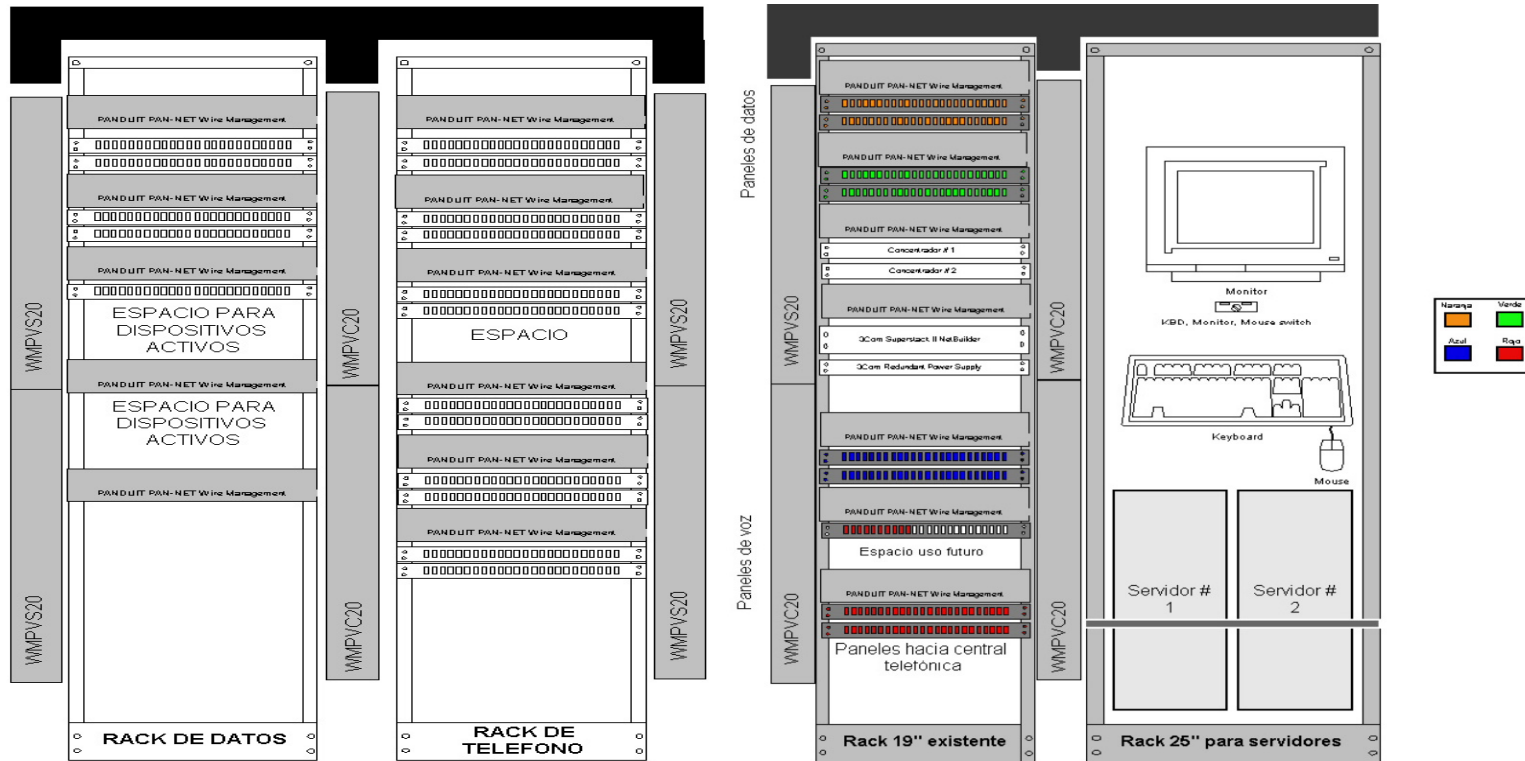 PANDUIT PAN-NET Wire Management
PANDUIT PAN-NET Wire Management
PANDUIT PAN-NET Wire Management
ESPACIO PARA
DISPOSITIVOS
ACTIVOS
PANDUIT PAN-NET Wire Management
ESPACIO PARA
DISPOSITIVOS
ACTIVOS
PANDUIT PAN-NET Wire Management
RACK DE DATOS
WMPVS20
WMPVS20
WMPVC20
WMPVC20
PANDUIT PAN-NET Wire Management
PANDUIT PAN-NET Wire Management
PANDUIT PAN-NET Wire Management
ESPACIO
PANDUIT PAN-NET Wire Management
PANDUIT PAN-NET Wire Management
PANDUIT PAN-NET Wire Management
RACK DE
TELEFONO
WMPVS20
WMPVS20
Paneles de datos
Paneles de voz
WMPVS20
WMPVC20
PANDUIT PAN-NET Wire Management
PANDUIT PAN-NET Wire Management
PANDUIT PAN-NET Wire Management
Concentrador # 1
Concentrador # 2
PANDUIT PAN-NET Wire Management
3Com Superstack II NetBuilder
3Com Redundant Power Supply
PANDUIT PAN-NET Wire Management
PANDUIT PAN-NET Wire Management
Espacio uso futuro
PANDUIT PAN-NET Wire Management
Paneles hacia central
telefónica
Rack 19" existente
WMPVC20
WMPVC20
Monitor
KBD, Monitor, Mouse switch
Keyboard
Mouse
Servidor #
1
Servidor #
2
Rack 25" para servidores
Naranja Verde
Azul Rojo